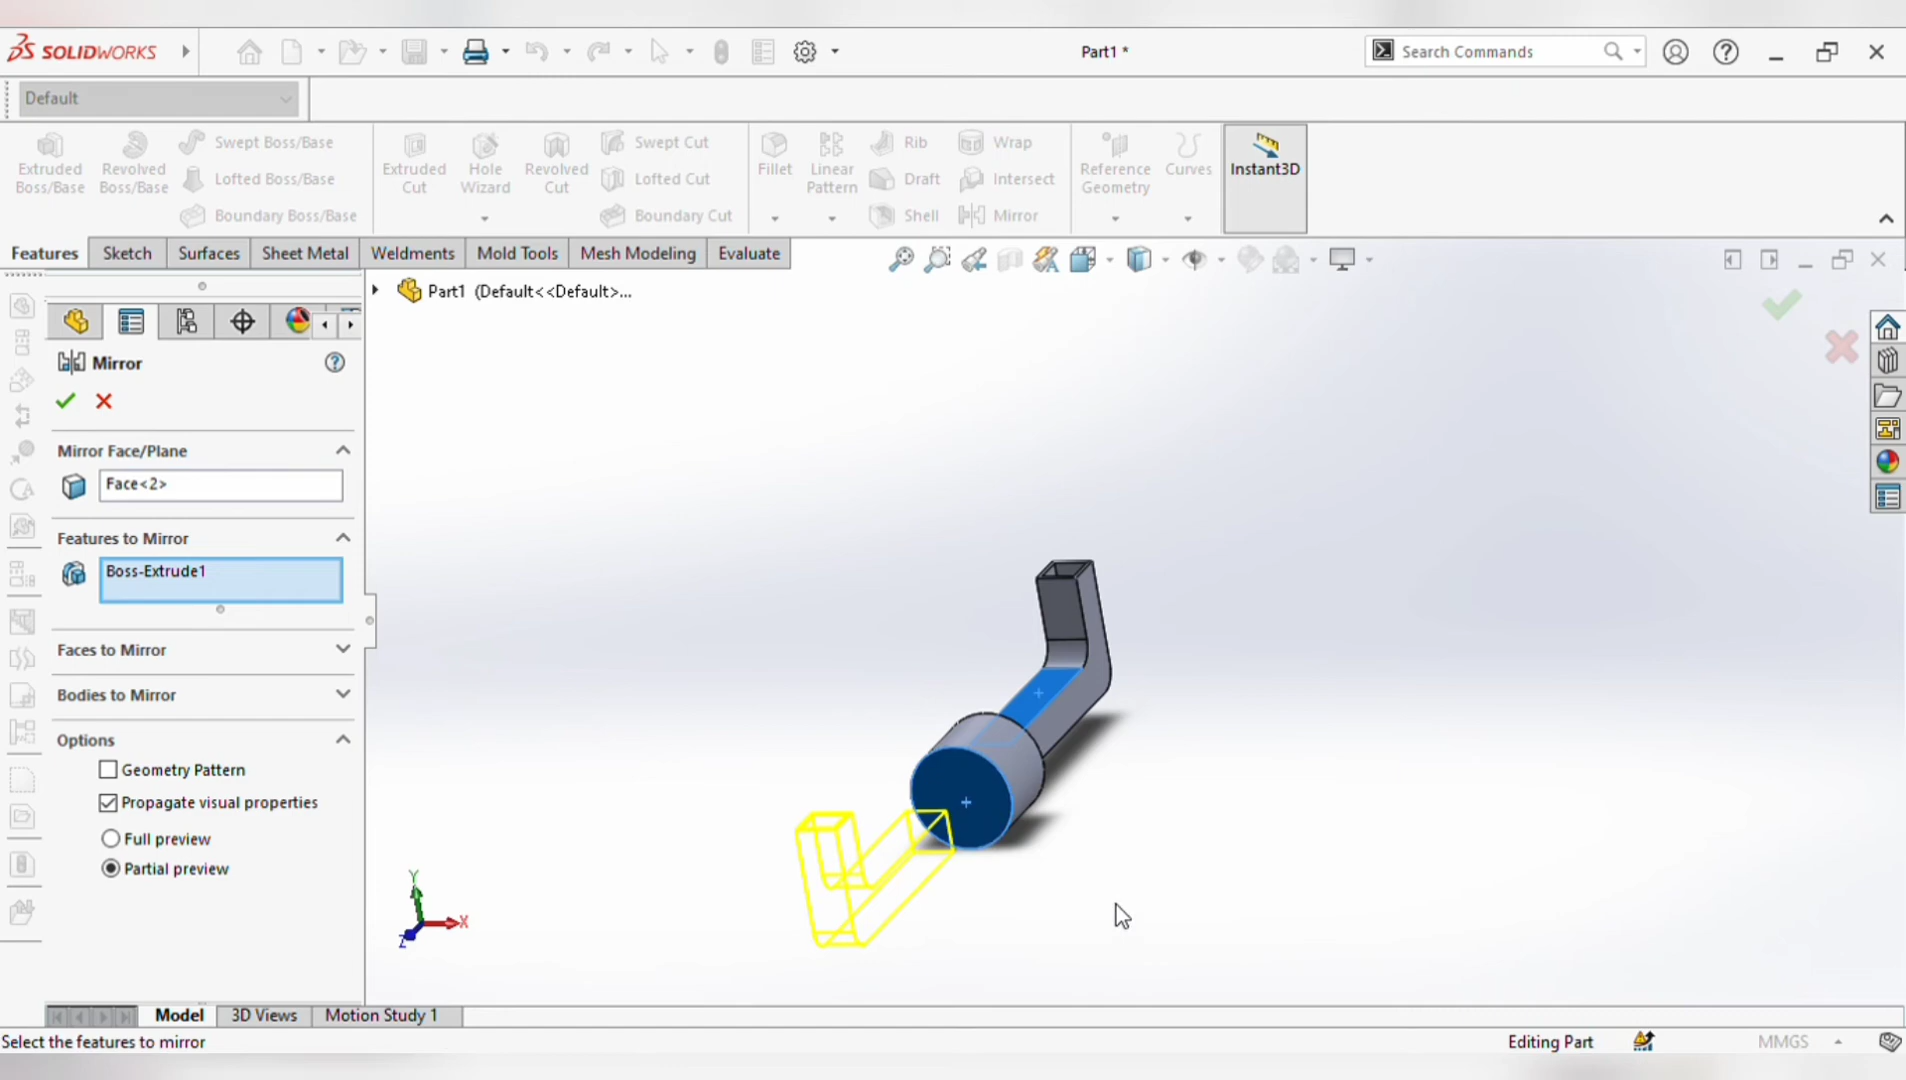 SOLIDWORKS
Part1 *
Search Commands
Default
Extruded Boss/Base
Revolved Boss/Base
Swept Boss/Base
Lofted Boss/Base
Boundary Boss/Base
Extruded Cut
Hole Wizard
Revolved Cut
Swept Cut
Lofted Cut
Boundary Cut
Fillet
Linear Pattern
Rib
Draft
Shell
Wrap
Intersect
Mirror
Reference Geometry
Curves
Instant3D
Features
Sketch
Surfaces
Sheet Metal
Weldments
Mold Tools
Mesh Modeling
Evaluate
Part1 (Default<<Default>...
Mirror
Mirror Face/Plane
Face<2>
Features to Mirror
Boss-Extrude1
Faces to Mirror
Bodies to Mirror
Options
Geometry Pattern
Propagate visual properties
Full preview
Partial preview
Y
X
Z
Model
3D Views
Motion Study 1
Select the features to mirror
Editing Part
MMGS